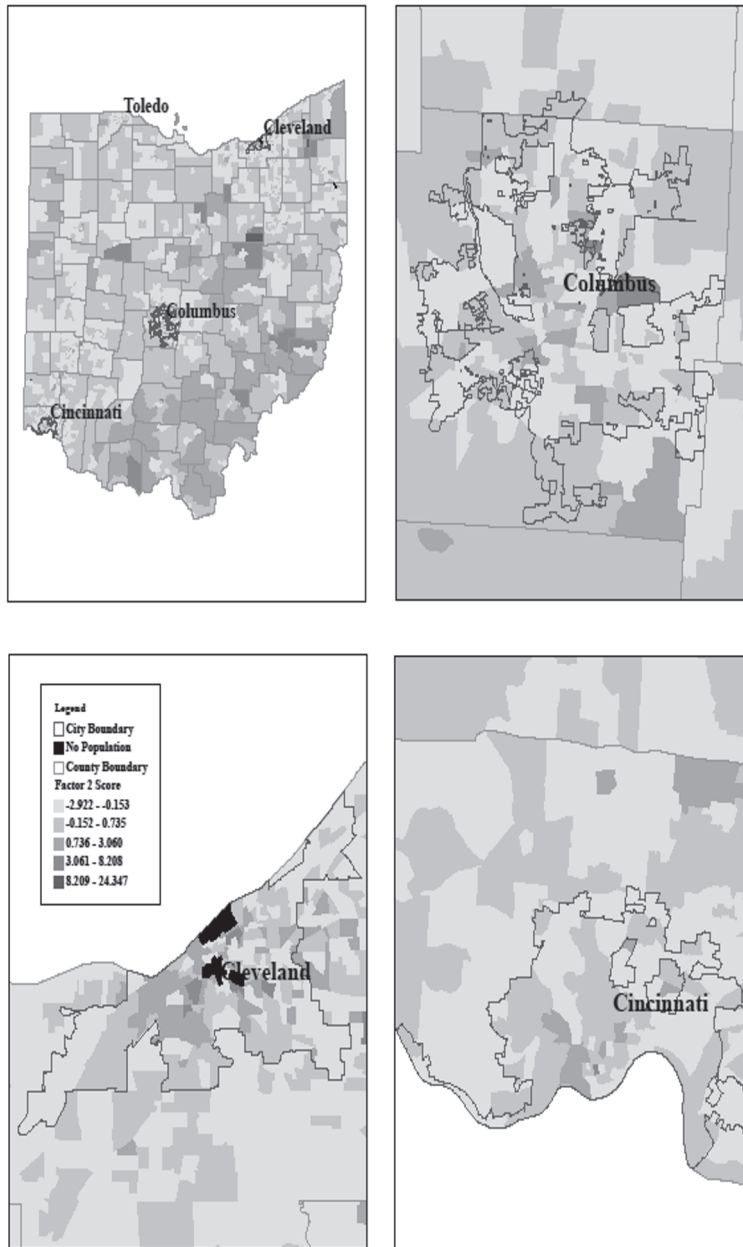 Toledo
Cleveland
Columbus
Cincinnati
Columbus
Legend
City Boundary
No Population
County Boundary
Factor 2 Score
-2.922 - -0.153
-0.152 - 0.735
0.736 - 3.060
3.061 - 8.208
8.209 - 24.347
Cleveland
Cincinnati